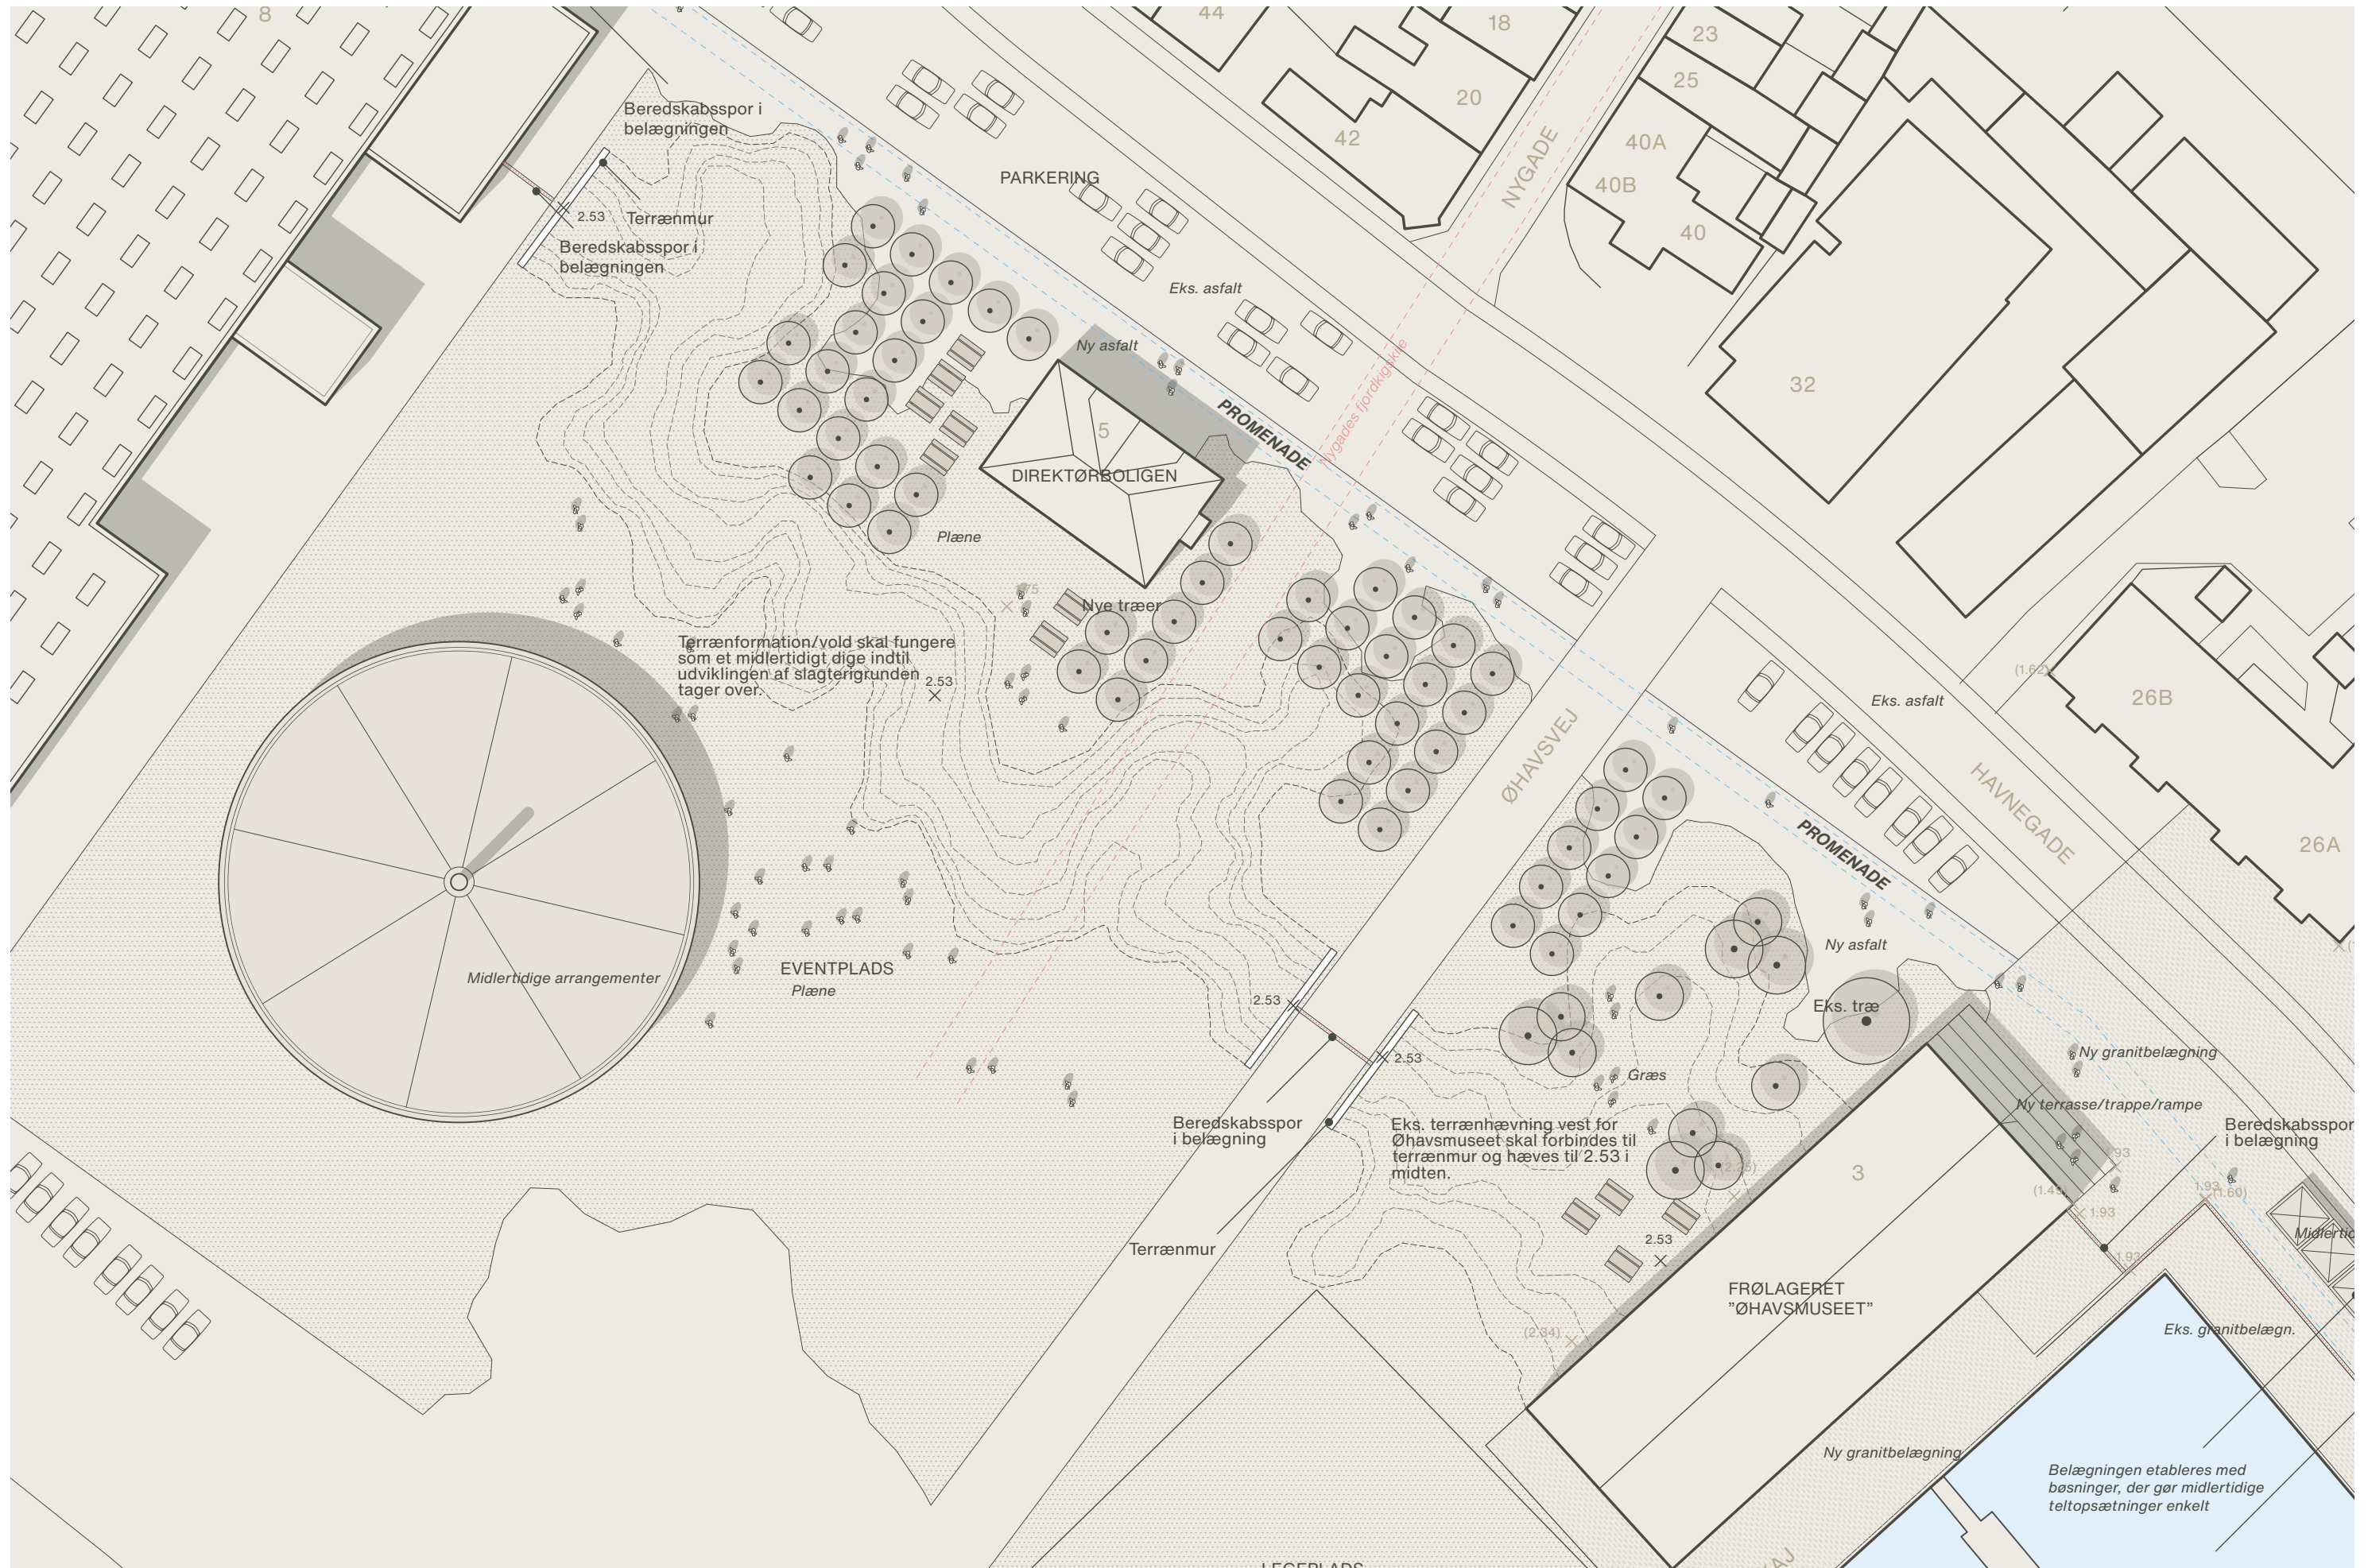 8
44
18
23
25
20
42
40A
40B
40
NYGADE
Beredskabsspor i
belægningen
2.53
Terrænmur
Beredskabsspor i
belægningen
PARKERING
Eks. asfalt
Ny asfalt
PROMENADE
Nygades fjordkigskile
32
5
DIREKTØRBOLIGEN
Plæne
Nye træer
Terrænformation/vold skal fungere
som et midlertidigt dige indtil
udviklingen af slagterigrunden
tager over.
2.53
(1.62)
26B
26A
Eks. asfalt
HAVNEGADE
ØHAVSVEJ
PROMENADE
Ny asfalt
Midlertidige arrangementer
EVENTPLADS
Plæne
2.53
2.53
Eks. træ
Ny granitbelægning
Græs
Ny terrasse/trappe/rampe
Beredskabsspor
i belægning
Beredskabsspor
i belægning
Eks. terrænhævning vest for
Øhavsmuseet skal forbindes til
terrænmur og hæves til 2.53 i
midten.
3
1.93
(1.60)
1.93
1.93
Terrænmur
2.53
FRØLAGERET
"ØHAVSMUSEET"
(2.34)
Eks. granitbelægn.
Ny granitbelægning
Belægningen etableres med
bøsninger, der gør midlertidige
teltopsætninger enkelt